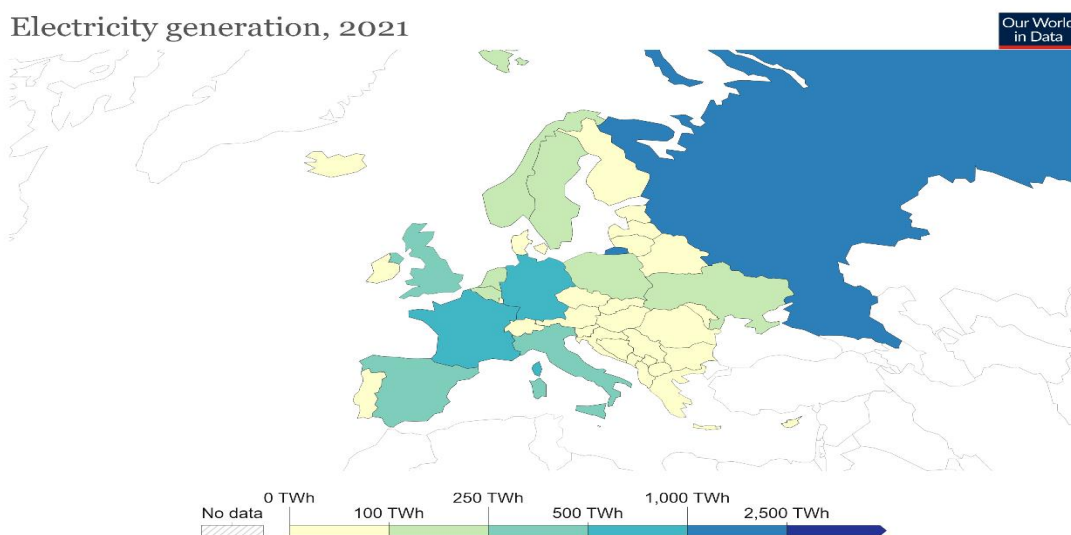 Electricity generation, 2021
Our World
in Data
0 TWh
250 TWh
1,000 TWh
No data
100 TWh
500 TWh
2,500 TWh